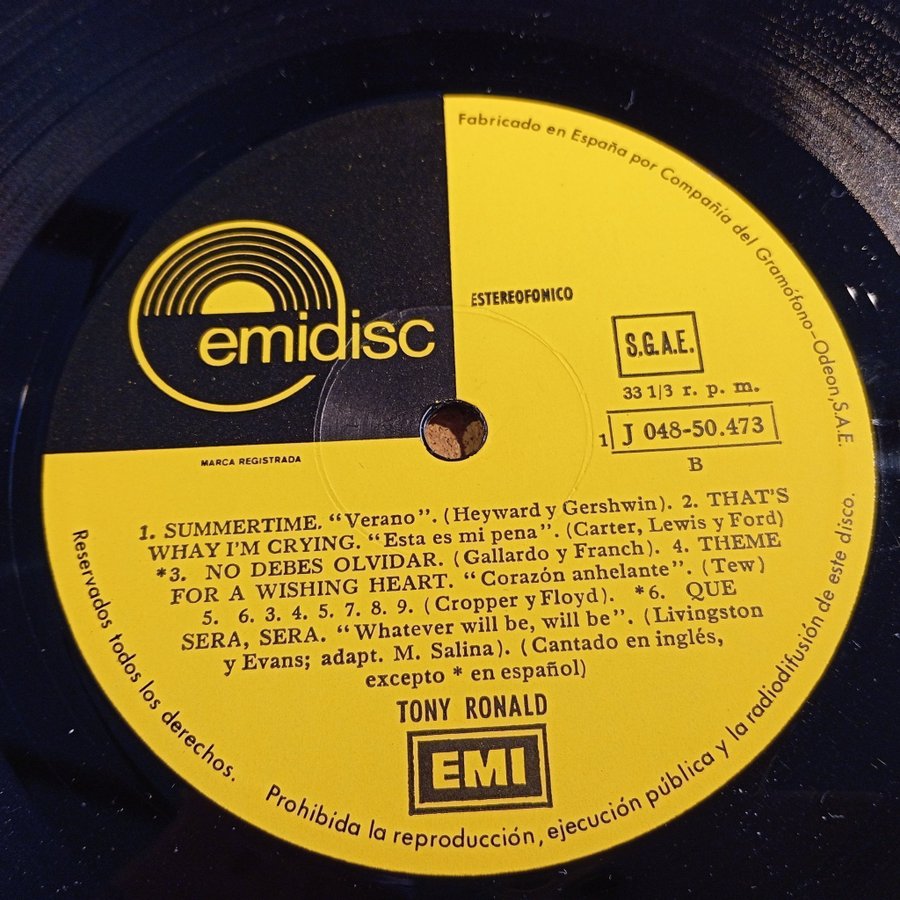 Fabricado en España por Compañía del Gramófono-Odeon, S.A.E.
emidisc
ESTEREOFONICO
S.G.A.E.
33 1/3 r. p. m.
1 J 048-50.473
B
MARCA REGISTRADA
1. SUMMERTIME. “Verano”. (Heyward y Gershwin). 2. THAT'S
WHAY I'M CRYING. “Esta es mi pena”. (Carter, Lewis y Ford)
*3. NO DEBES OLVIDAR. (Gallardo y Franch). 4. THEME
FOR A WISHING HEART. “Corazón anhelante”. (Tew)
5. 6. 3. 4. 5. 7. 8. 9. (Cropper y Floyd). *6. QUE
SERA, SERA. “Whatever will be, will be”. (Livingston
y Evans; adapt. M. Salina). (Cantado en inglés,
excepto * en español)
TONY RONALD
EMI
Reservados todos los derechos.
Prohibida la reproducción, ejecución pública y la radiodifusión de este disco.